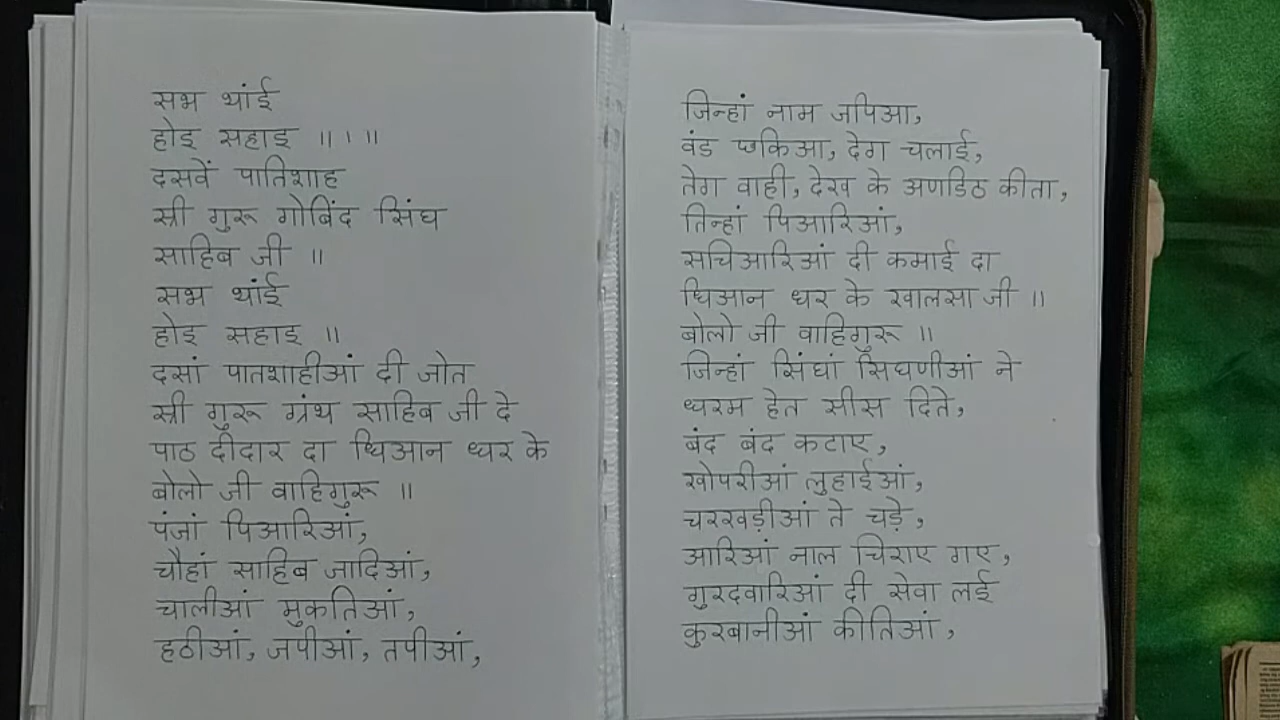 सभ थांई
होइ सहाइ ॥।॥
दसवें पातिशाह
स्री गुरू गोबिंद सिंघ
साहिब जी ॥
सभ थांई
होइ सहाइ ॥
दसां पातशाहीआं दी जोत
स्री गुरू ग्रंथ साहिब जी दे
पाठ दीदार दा धिआन धर के
बोलो जी वाहिगुरू ॥
पंजां पिआरिआं,
चौहां साहिब जादिआं,
चालीआं मुकतिआं,
हठीआं, जपीआं, तपीआं,
जिन्हां नाम जपिआ,
वंड छकिआ, देग चलाई,
तेग वाही, देख के अणडिठ कीता,
तिन्हां पिआरिआं,
सचिआरिआं दी कमाई दा
धिआन धर के खालसा जी ॥
बोलो जी वाहिगुरू ॥
जिन्हां सिंघां सिघणीआं ने
धरम हेत सीस दिते,
बंद बंद कटाए,
खोपरीआं लुहाईआं,
चरखड़ीआं ते चड़े,
आरिआं नाल चिराए गए,
गुरदवारिआं दी सेवा लई
कुरबानीआं कीतिआं,